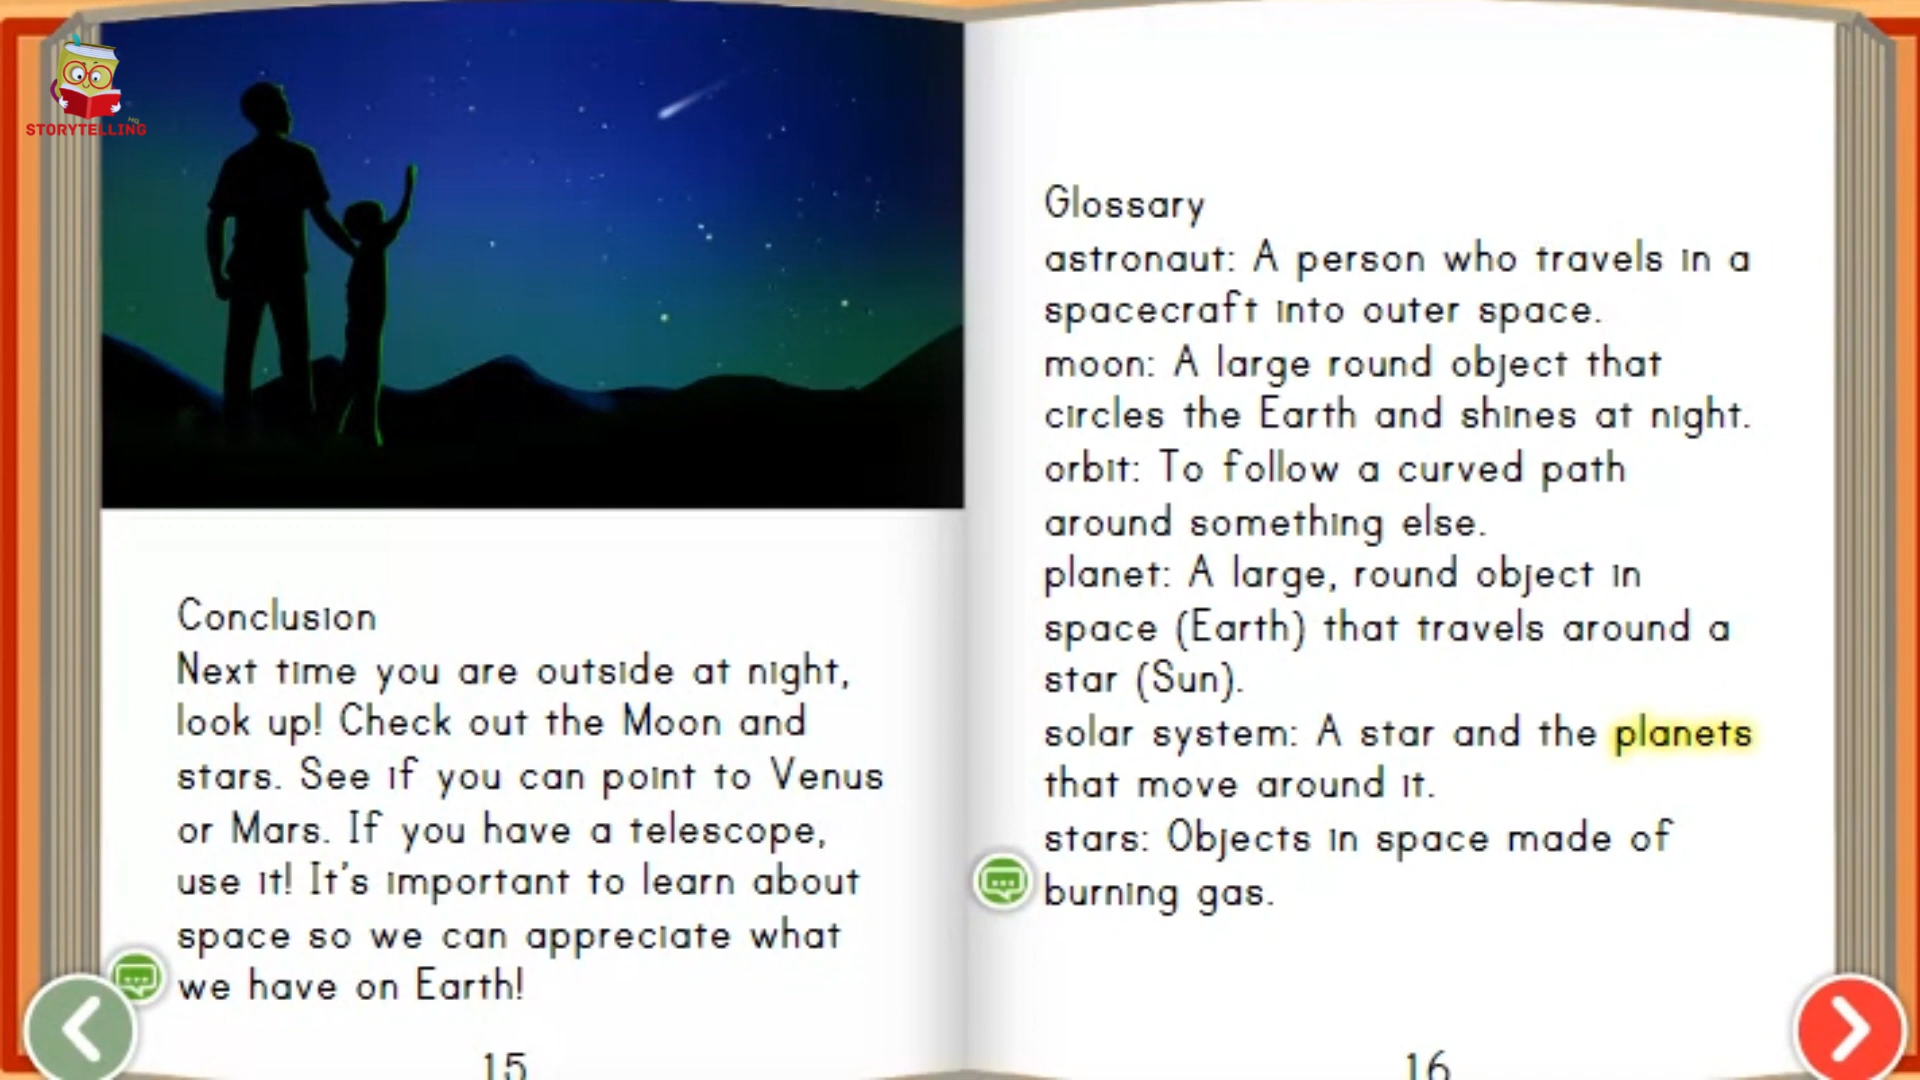 STORYTELLING
HQ
Conclusion
Next time you are outside at night,
look up! Check out the Moon and
stars. See if you can point to Venus
or Mars. If you have a telescope,
use it! It's important to learn about
space so we can appreciate what
we have on Earth!
15
Glossary
astronaut: A person who travels in a
spacecraft into outer space.
moon: A large round object that
circles the Earth and shines at night.
orbit: To follow a curved path
around something else.
planet: A large, round object in
space (Earth) that travels around a
star (Sun).
solar system: A star and the planets
that move around it.
stars: Objects in space made of
burning gas.
16